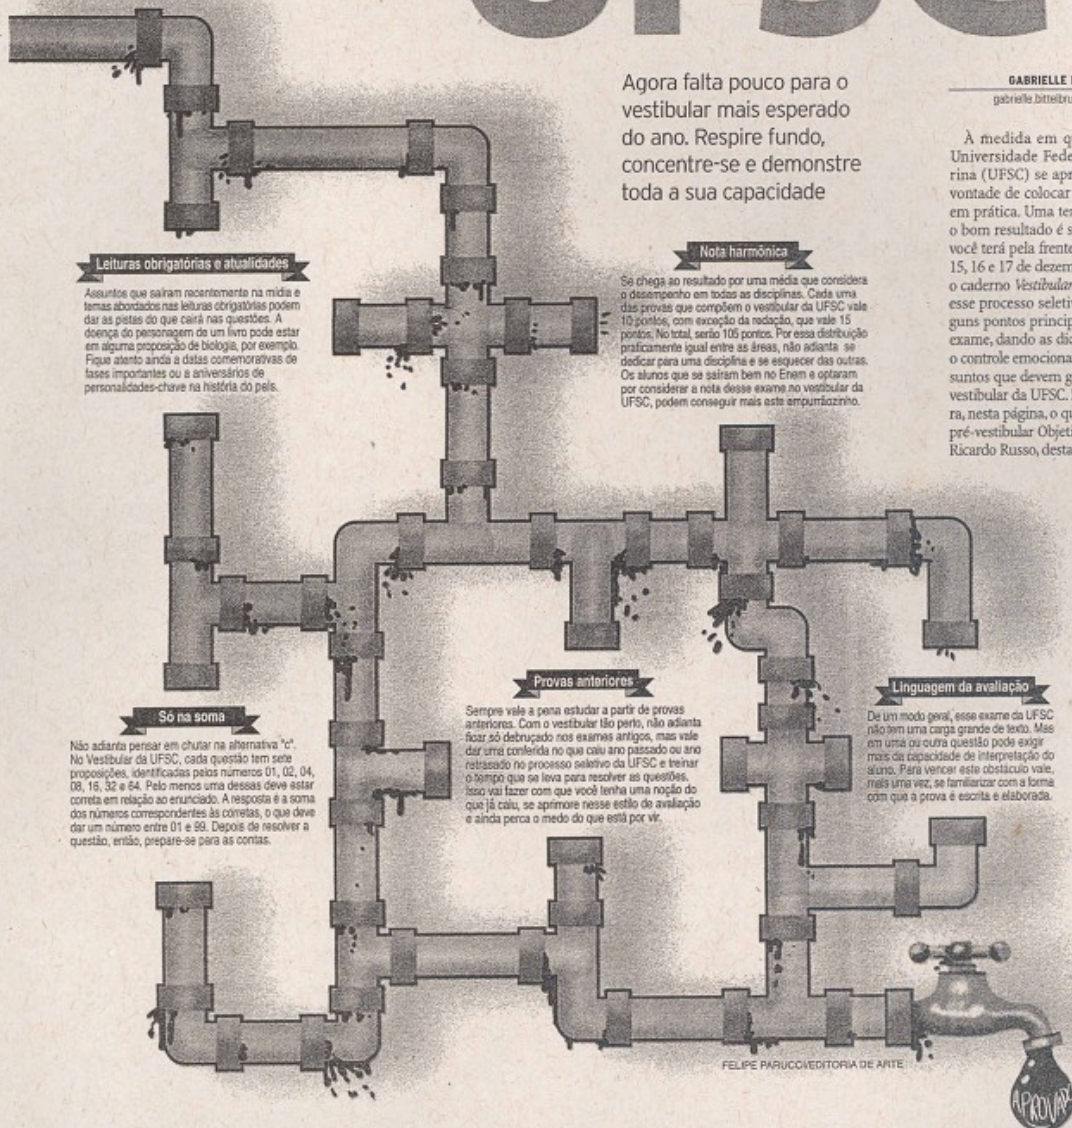 UFSC
Agora falta pouco para o
vestibular mais esperado
do ano. Respire fundo,
concentre-se e demonstre
toda a sua capacidade
GABRIELLE
gabrielle.bittelbru
À medida em q
Universidade Fede
rina (UFSC) se apr
vontade de colocar
em prática. Uma ter
o bom resultado é s
você terá pela frente
15, 16 e 17 de dezem
o caderno Vestibular
esse processo seleti
guns pontos princip
exame, dando as dic
o controle emociona
suntos que devem g
vestibular da UFSC.
ra, nesta página, o qu
pré-vestibular Objeti
Ricardo Russo, desta
Leituras obrigatórias e atualidades
Assuntos que saíram recentemente na mídia e
temas abordados nas leituras obrigatórias podem
dar as pistas do que cairá nas questões. A
doença do personagem de um livro pode estar
em alguma proposição de biologia, por exemplo.
Fique atento ainda a datas comemorativas de
fases importantes ou a aniversários de
personalidades-chave na história do país.
Nota harmônica
Se chega ao resultado por uma média que considera
o desempenho em todas as disciplinas. Cada uma
das provas que compõem o vestibular da UFSC vale
10 pontos, com exceção da redação, que vale 15
pontos. No total, serão 105 pontos. Por essa distribuição
praticamente igual entre as áreas, não adianta se
dedicar para uma disciplina e se esquecer das outras.
Os alunos que se saíram bem no Enem e optaram
por considerar a nota desse exame no vestibular da
UFSC, podem conseguir mais este empurrãozinho.
Só na soma
Não adianta pensar em chutar na alternativa "c".
No Vestibular da UFSC, cada questão tem sete
proposições, identificadas pelos números 01, 02, 04,
08, 16, 32 e 64. Pelo menos uma dessas deve estar
correta em relação ao enunciado. A resposta é a soma
dos números correspondentes às corretas, o que deve
dar um número entre 01 e 99. Depois de resolver a
questão, então, prepare-se para as contas.
Provas anteriores
Sempre vale a pena estudar a partir de provas
anteriores. Com o vestibular tão perto, não adianta
ficar só debruçado nos exames antigos, mas vale
dar uma conferida no que caiu ano passado ou ano
retrasado no processo seletivo da UFSC e treinar
o tempo que se leva para resolver as questões.
Isso vai fazer com que você tenha uma noção do
que já caiu, se aprimore nesse estilo de avaliação
e ainda perca o medo do que está por vir.
Linguagem da avaliação
De um modo geral, esse exame da UFSC
não tem uma carga grande de texto. Mas
em uma ou outra questão pode exigir
mais da capacidade de interpretação do
aluno. Para vencer este obstáculo vale,
mais uma vez, se familiarizar com a forma
com que a prova é escrita e elaborada.
FELIPE PARUCO/EDITORIA DE ARTE
APROVADO